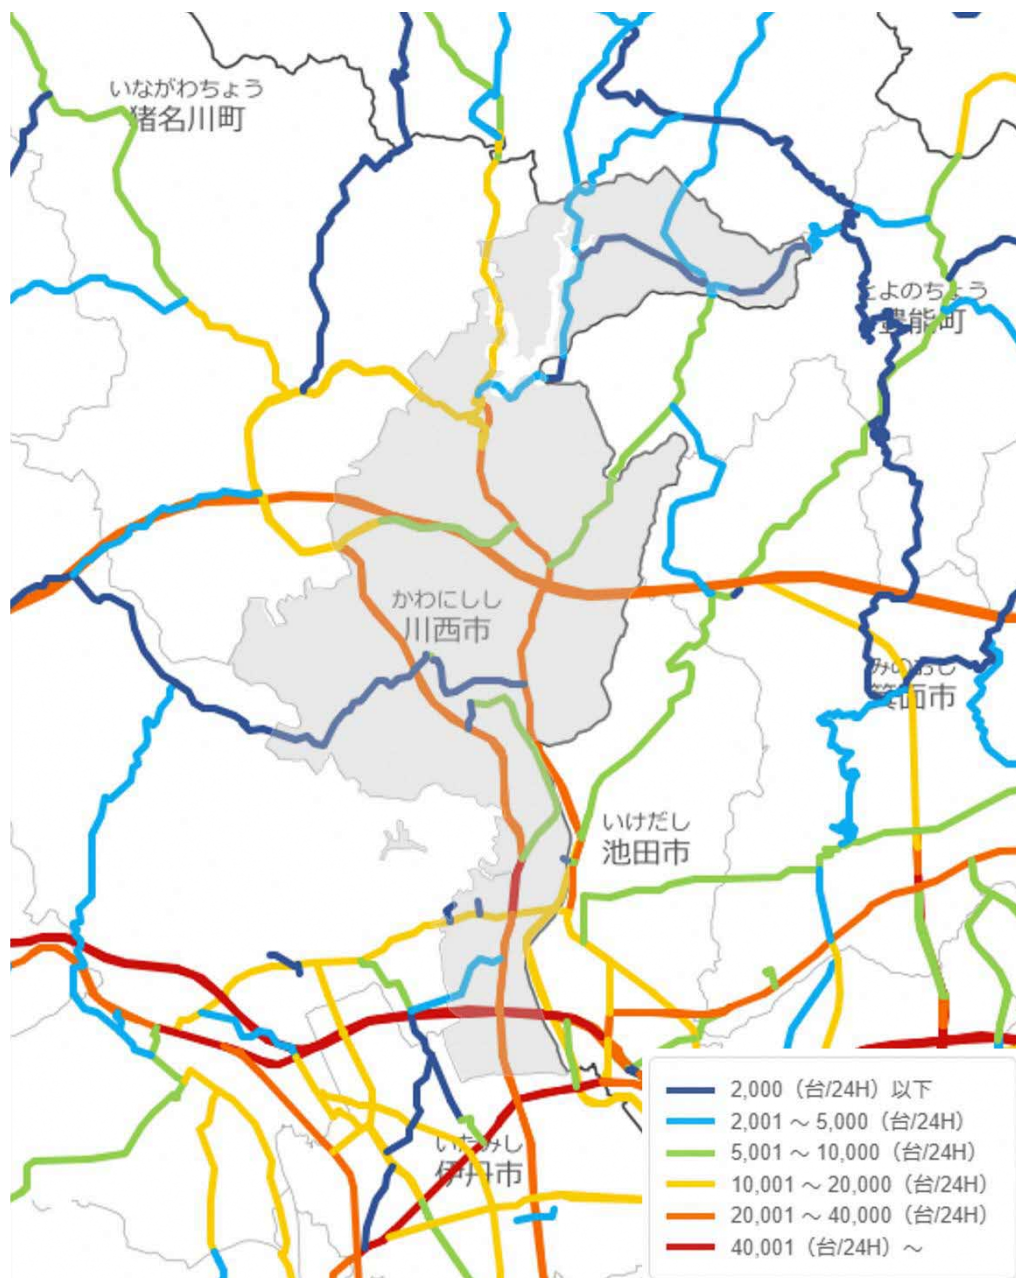 いながわちょう
猪名川町
とよのちょう
豊能町
かわにしし
川西市
みのおし
箕面市
いけだし
池田市
いたみし
伊丹市
2,000（台/24H）以下
2,001 ～ 5,000（台/24H）
5,001 ～ 10,000（台/24H）
10,001 ～ 20,000（台/24H）
20,001 ～ 40,000（台/24H）
40,001（台/24H）～